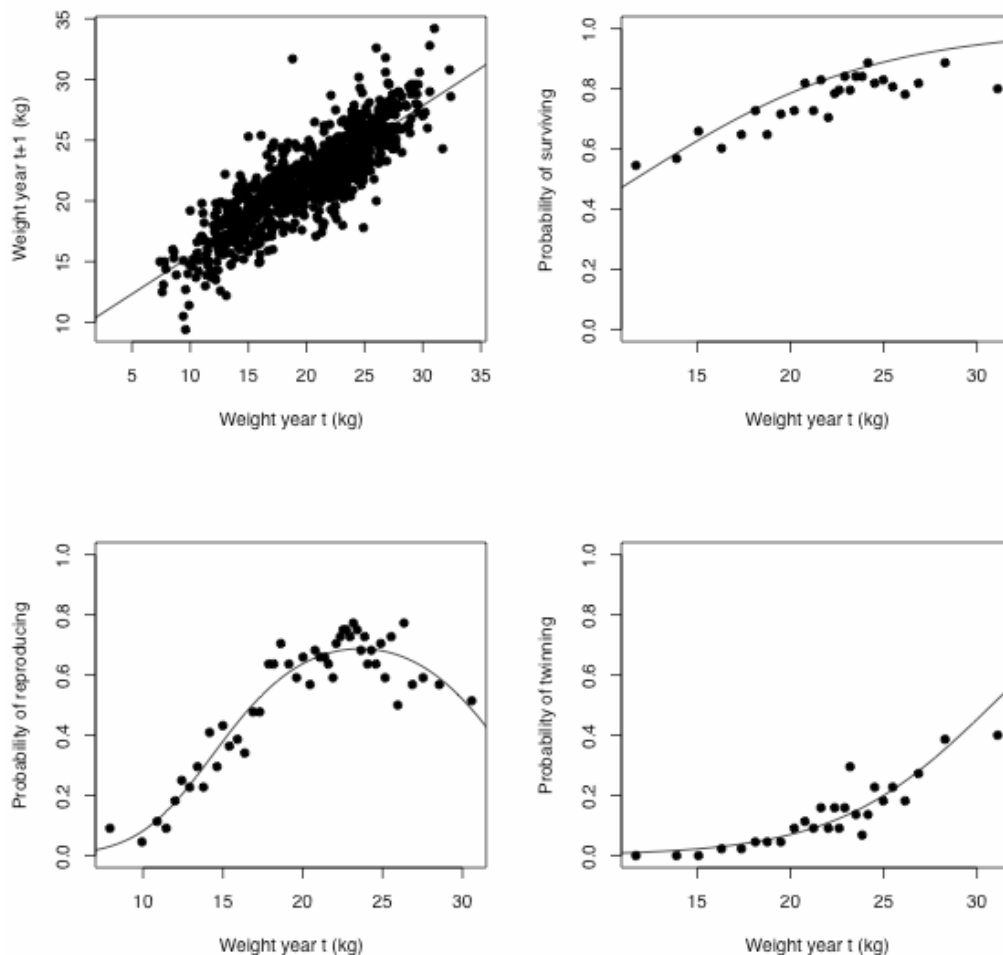 35
30
25
20
15
10
Weight year t+1 (kg)
5 10 15 20 25 30 35
Weight year t (kg)
1.0
0.8
0.6
0.4
0.2
0.0
Probability of surviving
15 20 25 30
Weight year t (kg)
1.0
0.8
0.6
0.4
0.2
0.0
Probability of reproducing
10 15 20 25 30
Weight year t (kg)
1.0
0.8
0.6
0.4
0.2
0.0
Probability of twinning
15 20 25 30
Weight year t (kg)